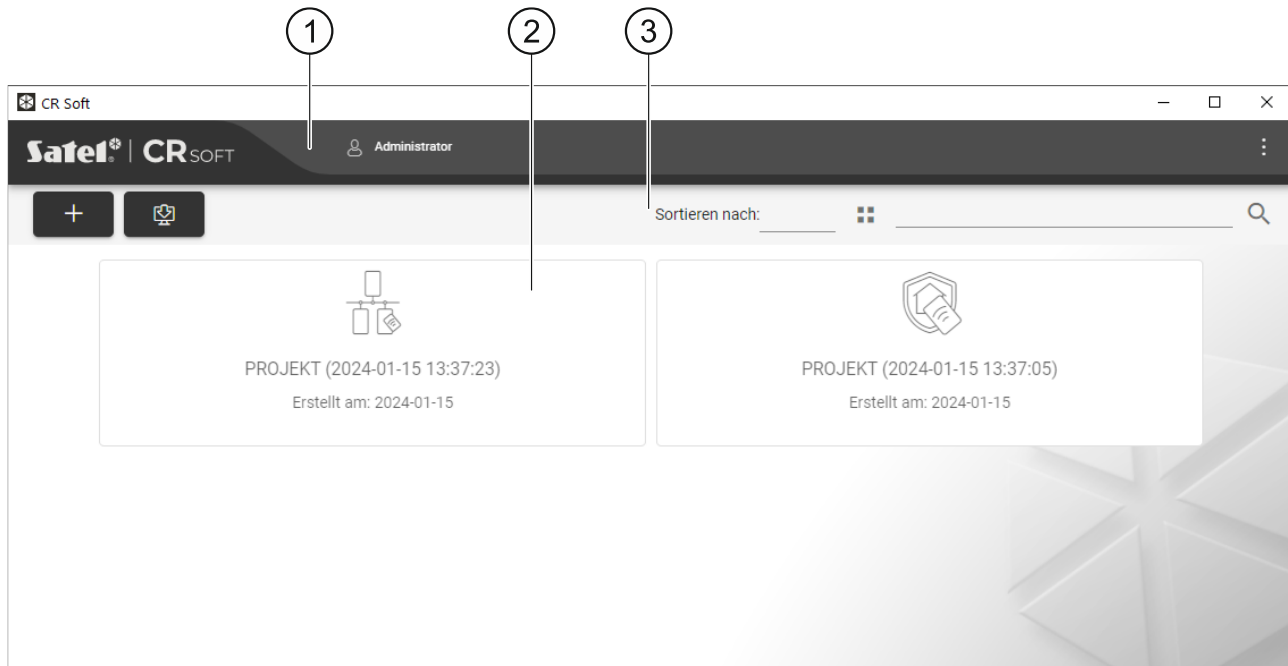 1 2 3
CR Soft
Satel® | CR SOFT
Administrator
Sortieren nach:
PROJEKT (2024-01-15 13:37:23)
Erstellt am: 2024-01-15
PROJEKT (2024-01-15 13:37:05)
Erstellt am: 2024-01-15